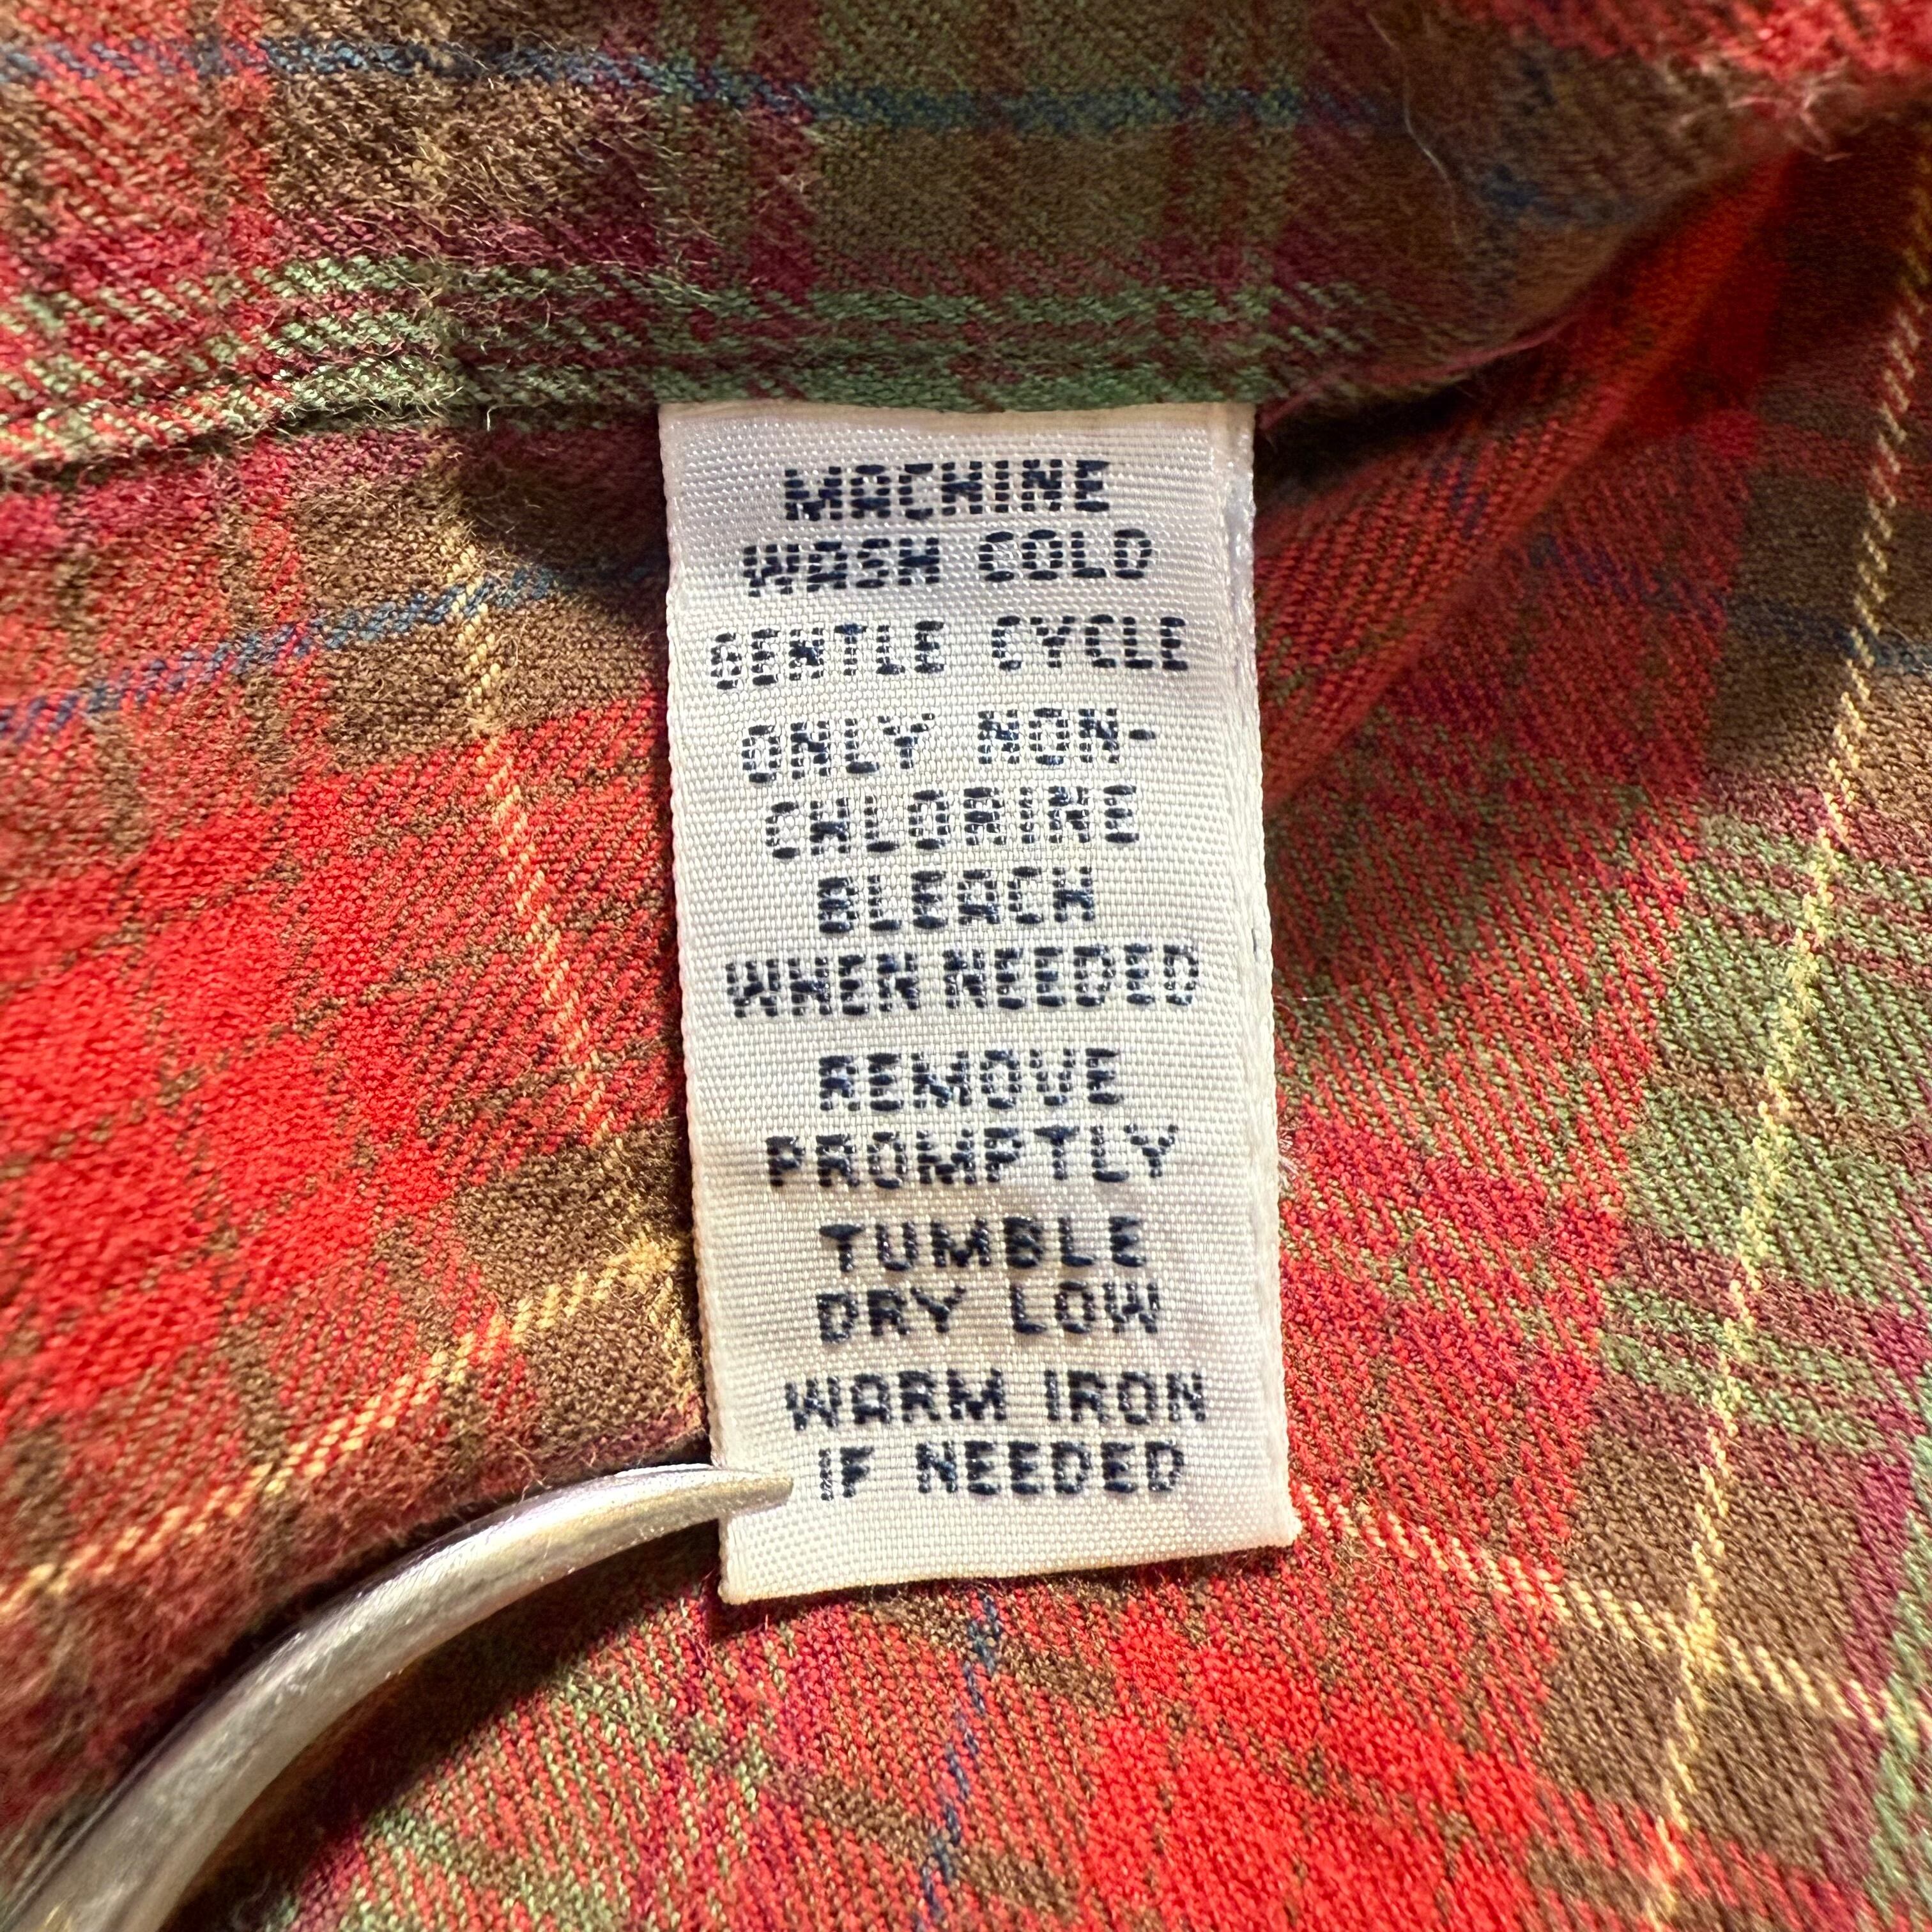 MACHINE
WASH COLD
GENTLE CYCLE
ONLY NON-
CHLORINE
BLEACH
WHEN NEEDED
REMOVE
PROMPTLY
TUMBLE
DRY LOW
WARM IRON
IF NEEDED